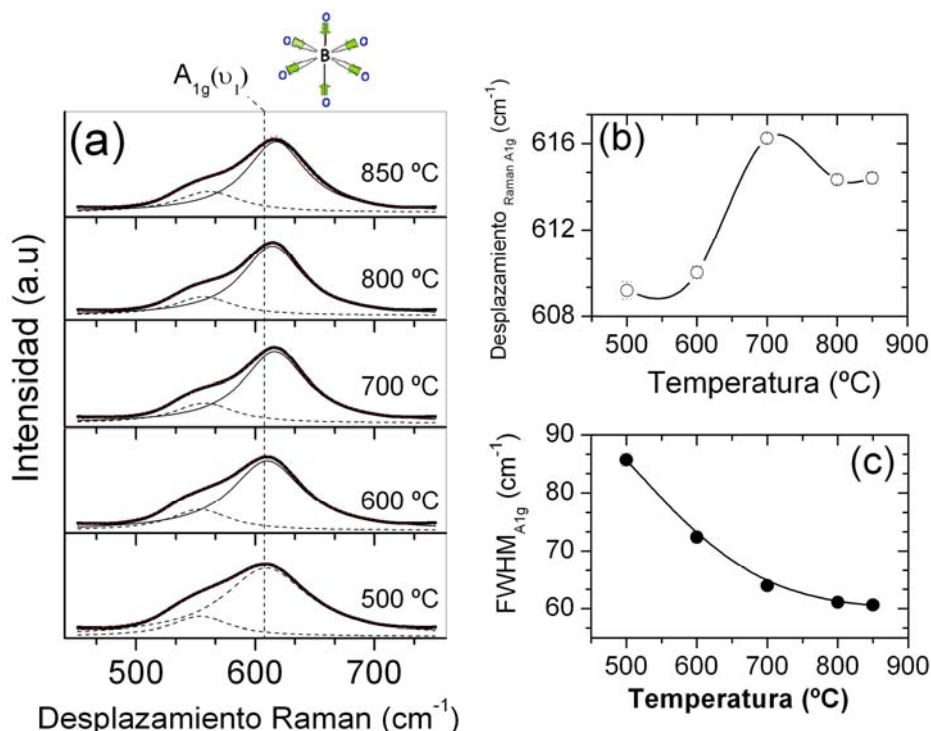 O
O
O
B
O
O
O
A1g(υ1)
(a)
850 ºC
800 ºC
700 ºC
600 ºC
500 ºC
Intensidad (a.u)
500 600 700
Desplazamiento Raman (cm-1)
(b)
Desplazamiento Raman A1g (cm-1)
616
612
608
500 600 700 800 900
Temperatura (ºC)
(c)
FWHM A1g (cm-1)
90
80
70
60
500 600 700 800 900
Temperatura (ºC)